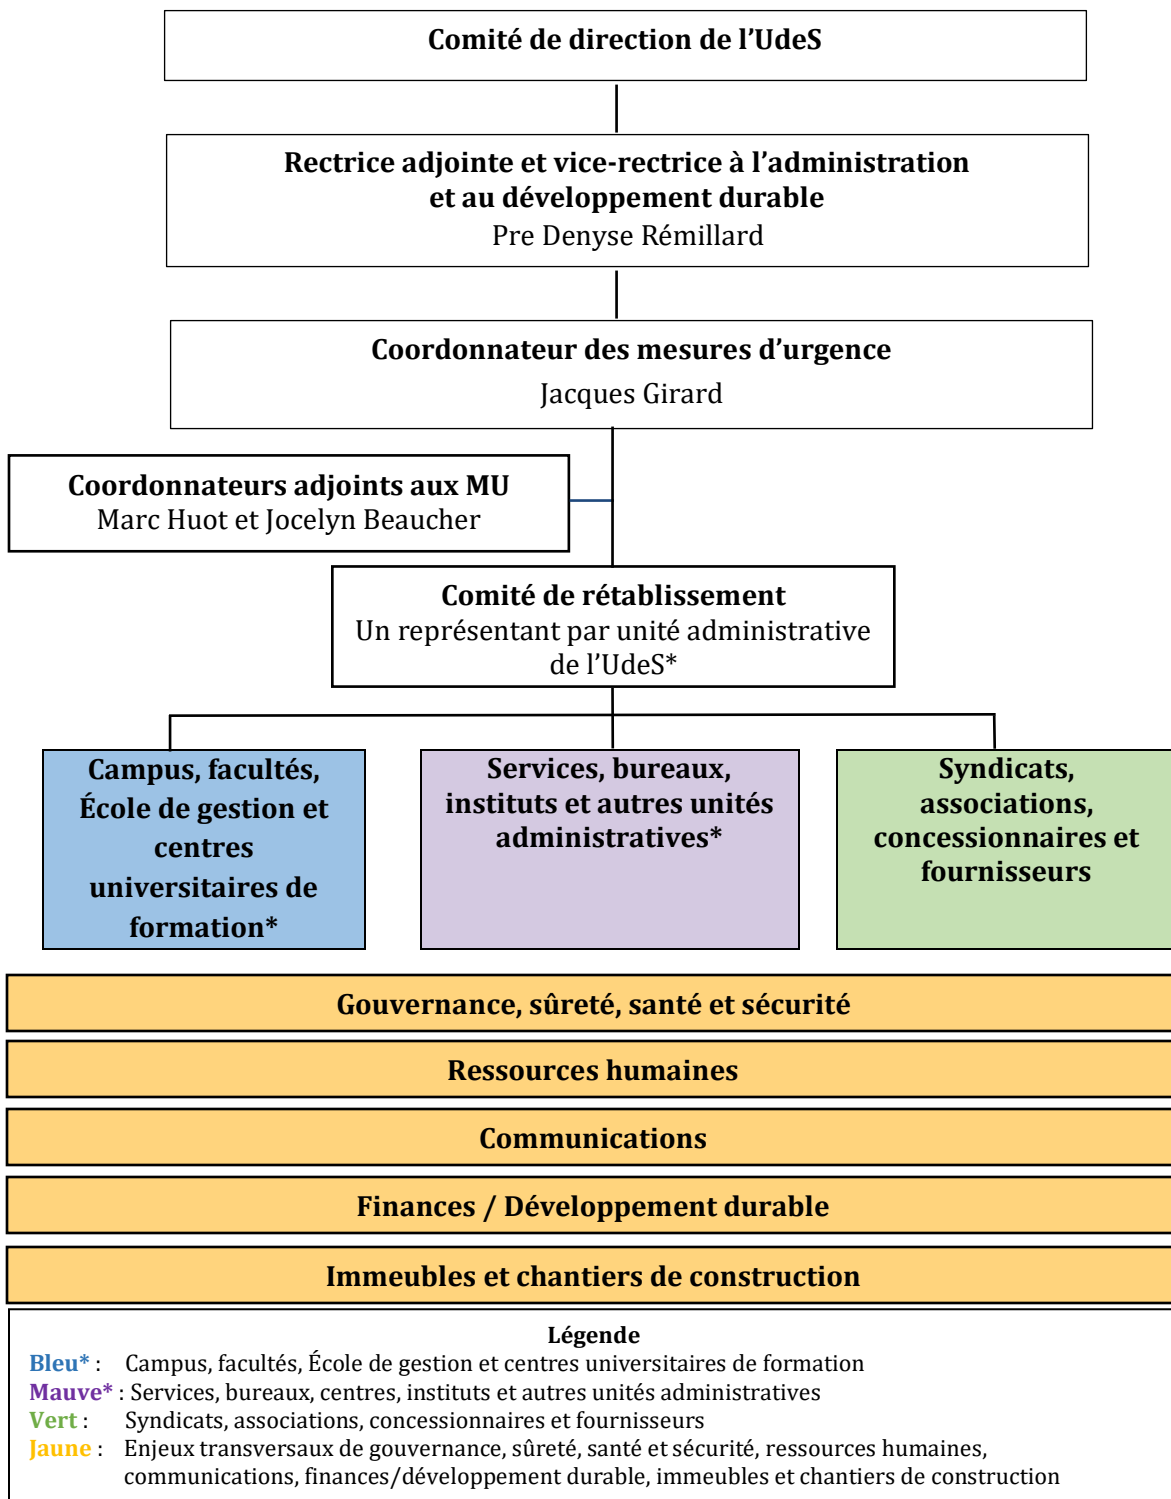 Comité de direction de l’UdeS
Rectrice adjointe et vice-rectrice à l’administration
et au développement durable
Pre Denyse Rémillard
Coordonnateur des mesures d’urgence
Jacques Girard
Coordonnateurs adjoints aux MU
Marc Huot et Jocelyn Beaucher
Comité de rétablissement
Un représentant par unité administrative
de l’UdeS*
Campus, facultés,
École de gestion et
centres
universitaires de
formation*
Services, bureaux,
instituts et autres unités
administratives*
Syndicats,
associations,
concessionnaires et
fournisseurs
Gouvernance, sûreté, santé et sécurité
Ressources humaines
Communications
Finances / Développement durable
Immeubles et chantiers de construction
Légende
Bleu* : Campus, facultés, École de gestion et centres universitaires de formation
Mauve* : Services, bureaux, centres, instituts et autres unités administratives
Vert : Syndicats, associations, concessionnaires et fournisseurs
Jaune : Enjeux transversaux de gouvernance, sûreté, santé et sécurité, ressources humaines,
communications, finances/développement durable, immeubles et chantiers de construction